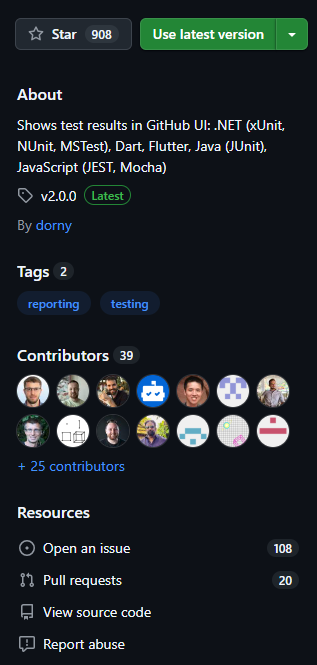 Star 908 Use latest version
About
Shows test results in GitHub UI: .NET (xUnit,
NUnit, MSTest), Dart, Flutter, Java (JUnit),
JavaScript (JEST, Mocha)
v2.0.0 Latest
By dorny
Tags 2
reporting testing
Contributors 39
+ 25 contributors
Resources
Open an issue 108
Pull requests 20
View source code
Report abuse